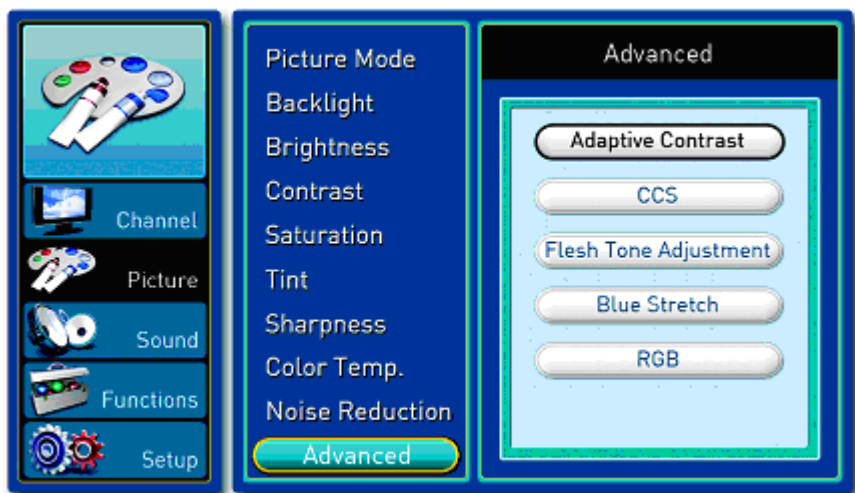 Channel
Picture
Sound
Functions
Setup
Picture Mode
Backlight
Brightness
Contrast
Saturation
Tint
Sharpness
Color Temp.
Noise Reduction
Advanced
Advanced
Adaptive Contrast
CCS
Flesh Tone Adjustment
Blue Stretch
RGB